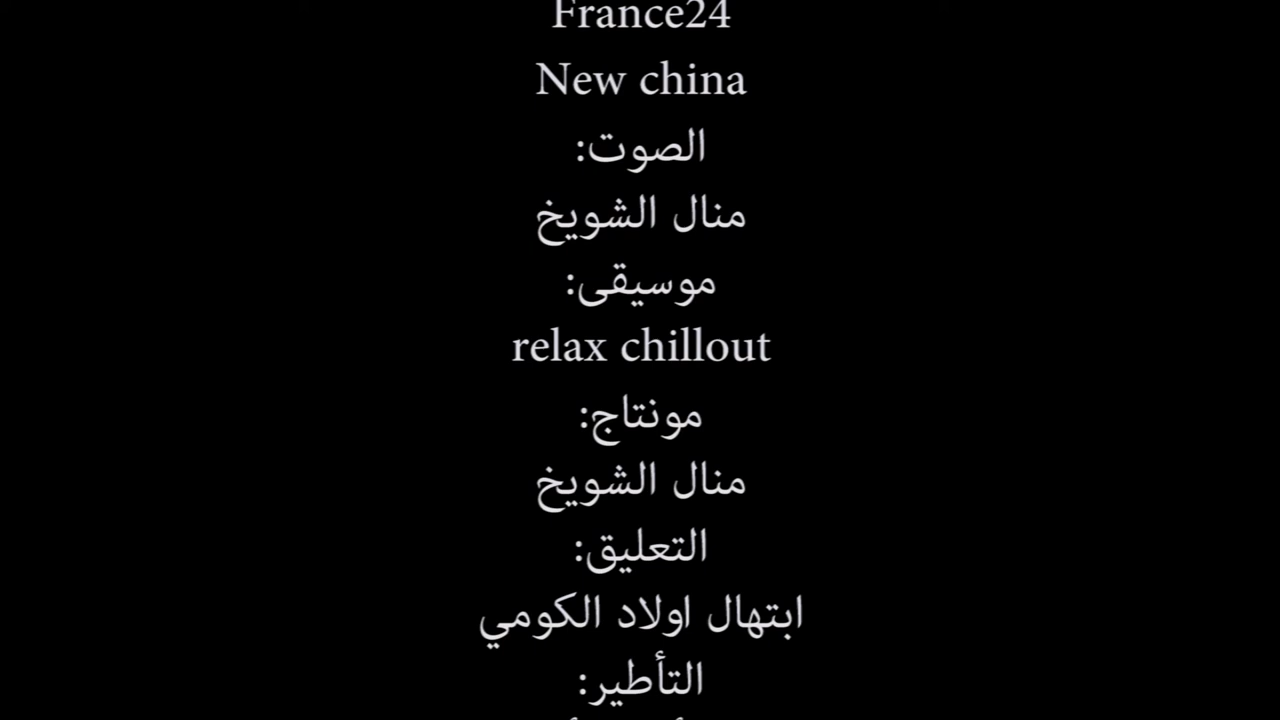 France24
New china
الصوت:
منال الشويخ
موسيقى:
relax chillout
مونتاج:
منال الشويخ
التعليق:
ابتهال اولاد الكومي
التأطير: